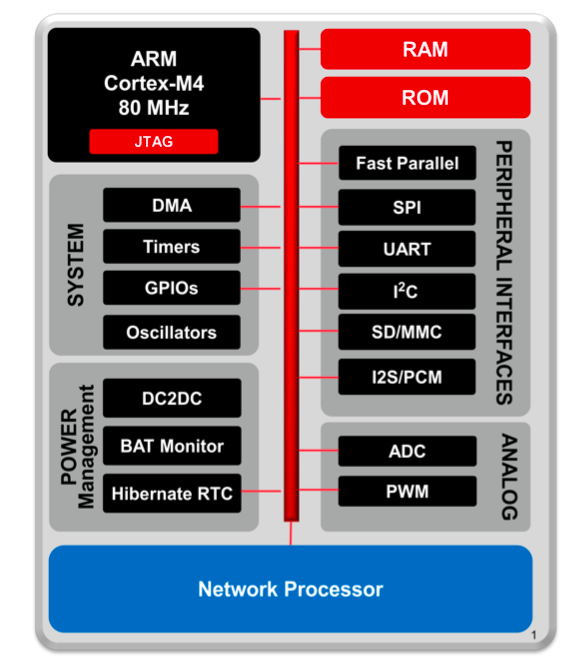 ARM
Cortex-M4
80 MHz
JTAG
RAM
ROM
SYSTEM
DMA
Timers
GPIOs
Oscillators
POWER
Management
DC2DC
BAT Monitor
Hibernate RTC
PERIPHERAL INTERFACES
Fast Parallel
SPI
UART
I²C
SD/MMC
I2S/PCM
ANALOG
ADC
PWM
Network Processor
1